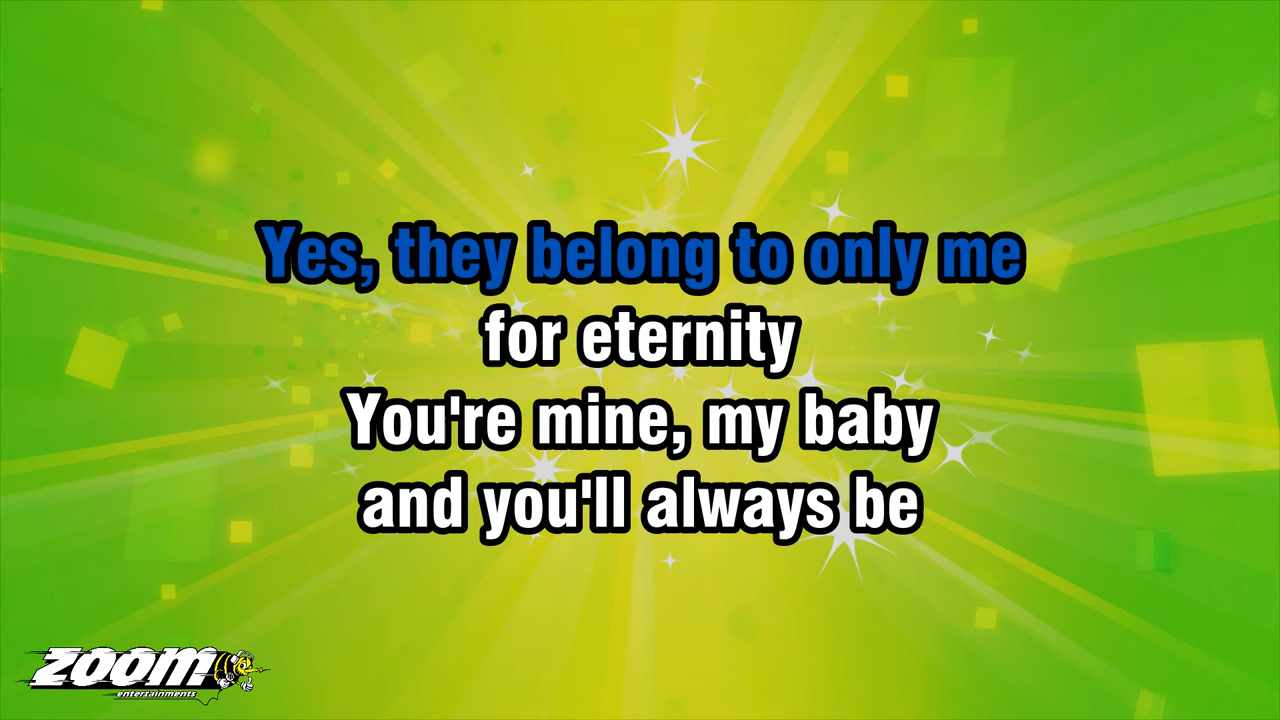 Yes, they belong to only me
for eternity
You're mine, my baby
and you'll always be
ZOOM
entertainments